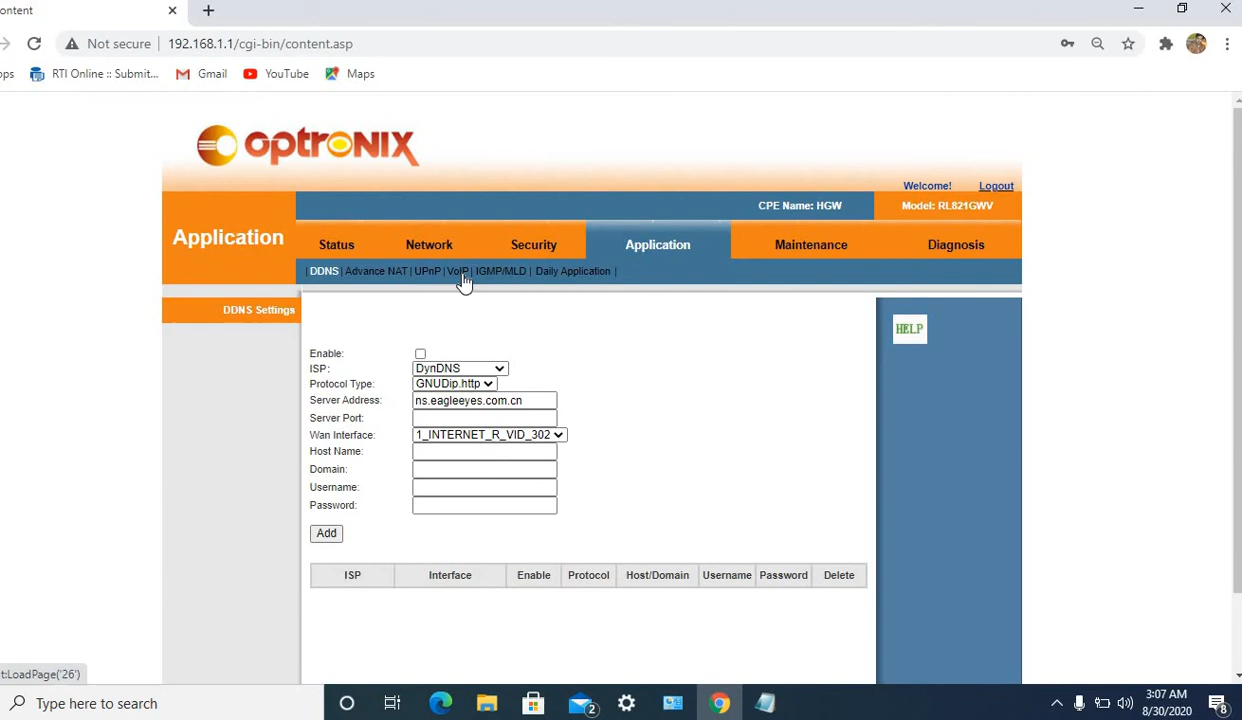 ontent
Not secure 192.168.1.1/cgi-bin/content.asp
ops RTI Online :: Submit... Gmail YouTube Maps
optronix
Welcome! Logout
CPE Name: HGW Model: RL821GWV
Application
Status Network Security Application Maintenance Diagnosis
| DDNS | Advance NAT | UPnP | VoIP | IGMP/MLD | Daily Application |
DDNS Settings
HELP
Enable:
ISP: DynDNS
Protocol Type: GNUDip.http
Server Address: ns.eagleeyes.com.cn
Server Port:
Wan Interface: 1_INTERNET_R_VID_302
Host Name:
Domain:
Username:
Password:
Add
ISP Interface Enable Protocol Host/Domain Username Password Delete
t:LoadPage('26')
Type here to search
2
3:07 AM
8/30/2020
8